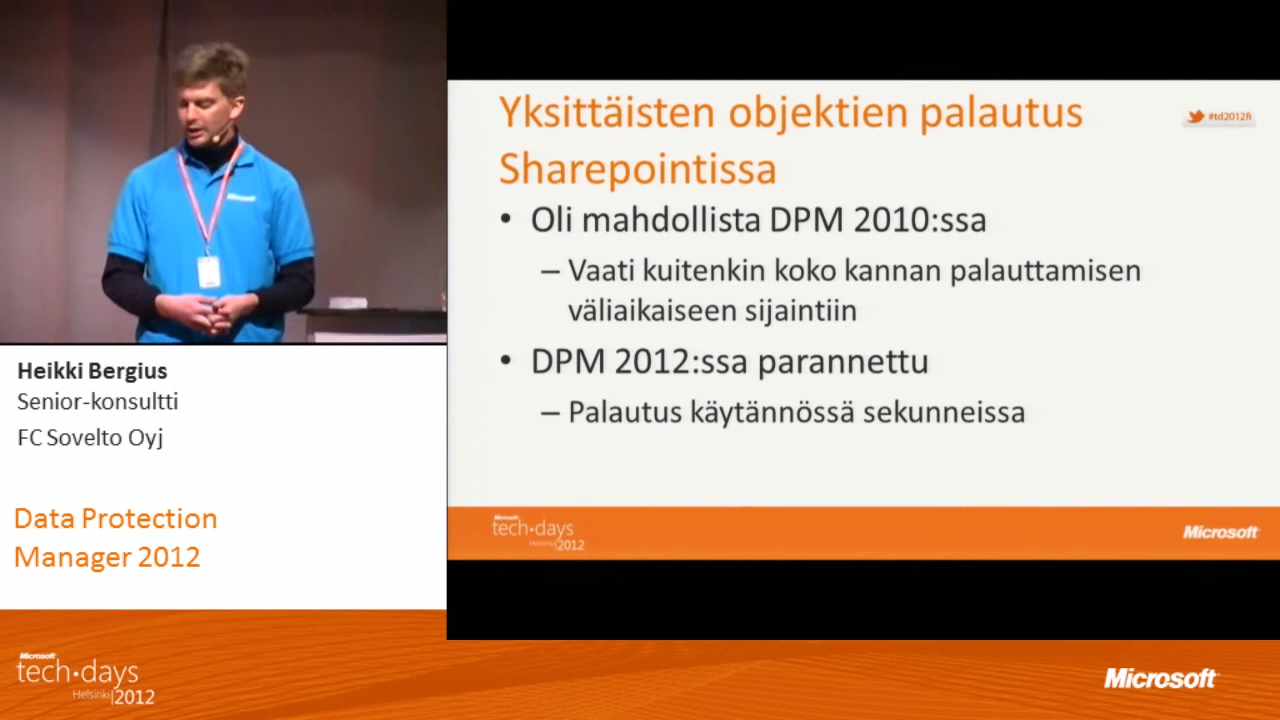 Microsoft
Heikki Bergius
Senior-konsultti
FC Sovelto Oyj
Data Protection
Manager 2012
Yksittäisten objektien palautus
Sharepointissa
#td2012fi
• Oli mahdollista DPM 2010:ssa
– Vaati kuitenkin koko kannan palauttamisen
väliaikaiseen sijaintiin
• DPM 2012:ssa parannettu
– Palautus käytännössä sekunneissa
Microsoft
tech·days
Helsinki|2012
Microsoft
Microsoft
tech·days
Helsinki|2012
Microsoft